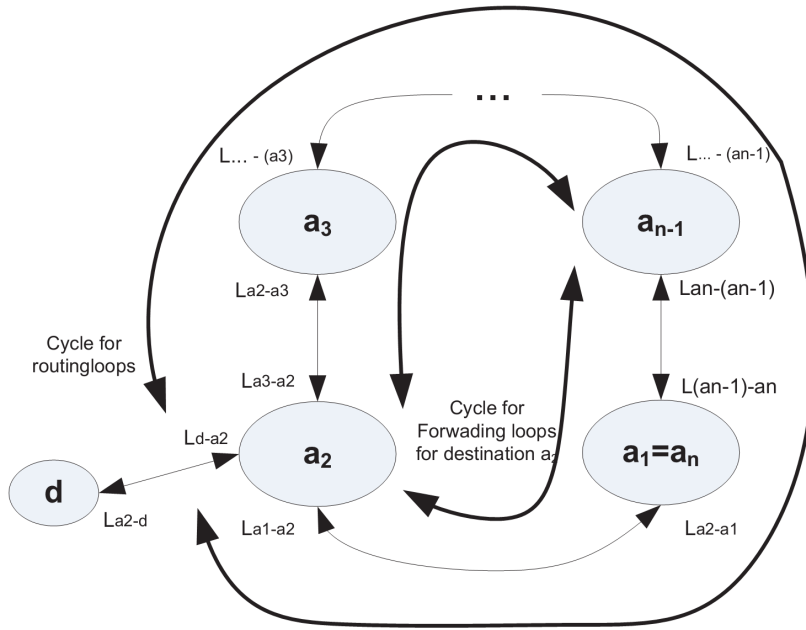 ...
L... - (a3)
L... - (an-1)
a3
an-1
La2-a3
Lan-(an-1)
Cycle for
routingloops
La3-a2
L(an-1)-an
Cycle for
Forwading loops
for destination a2
Ld-a2
a2
a1=an
d
La2-d
La1-a2
La2-a1